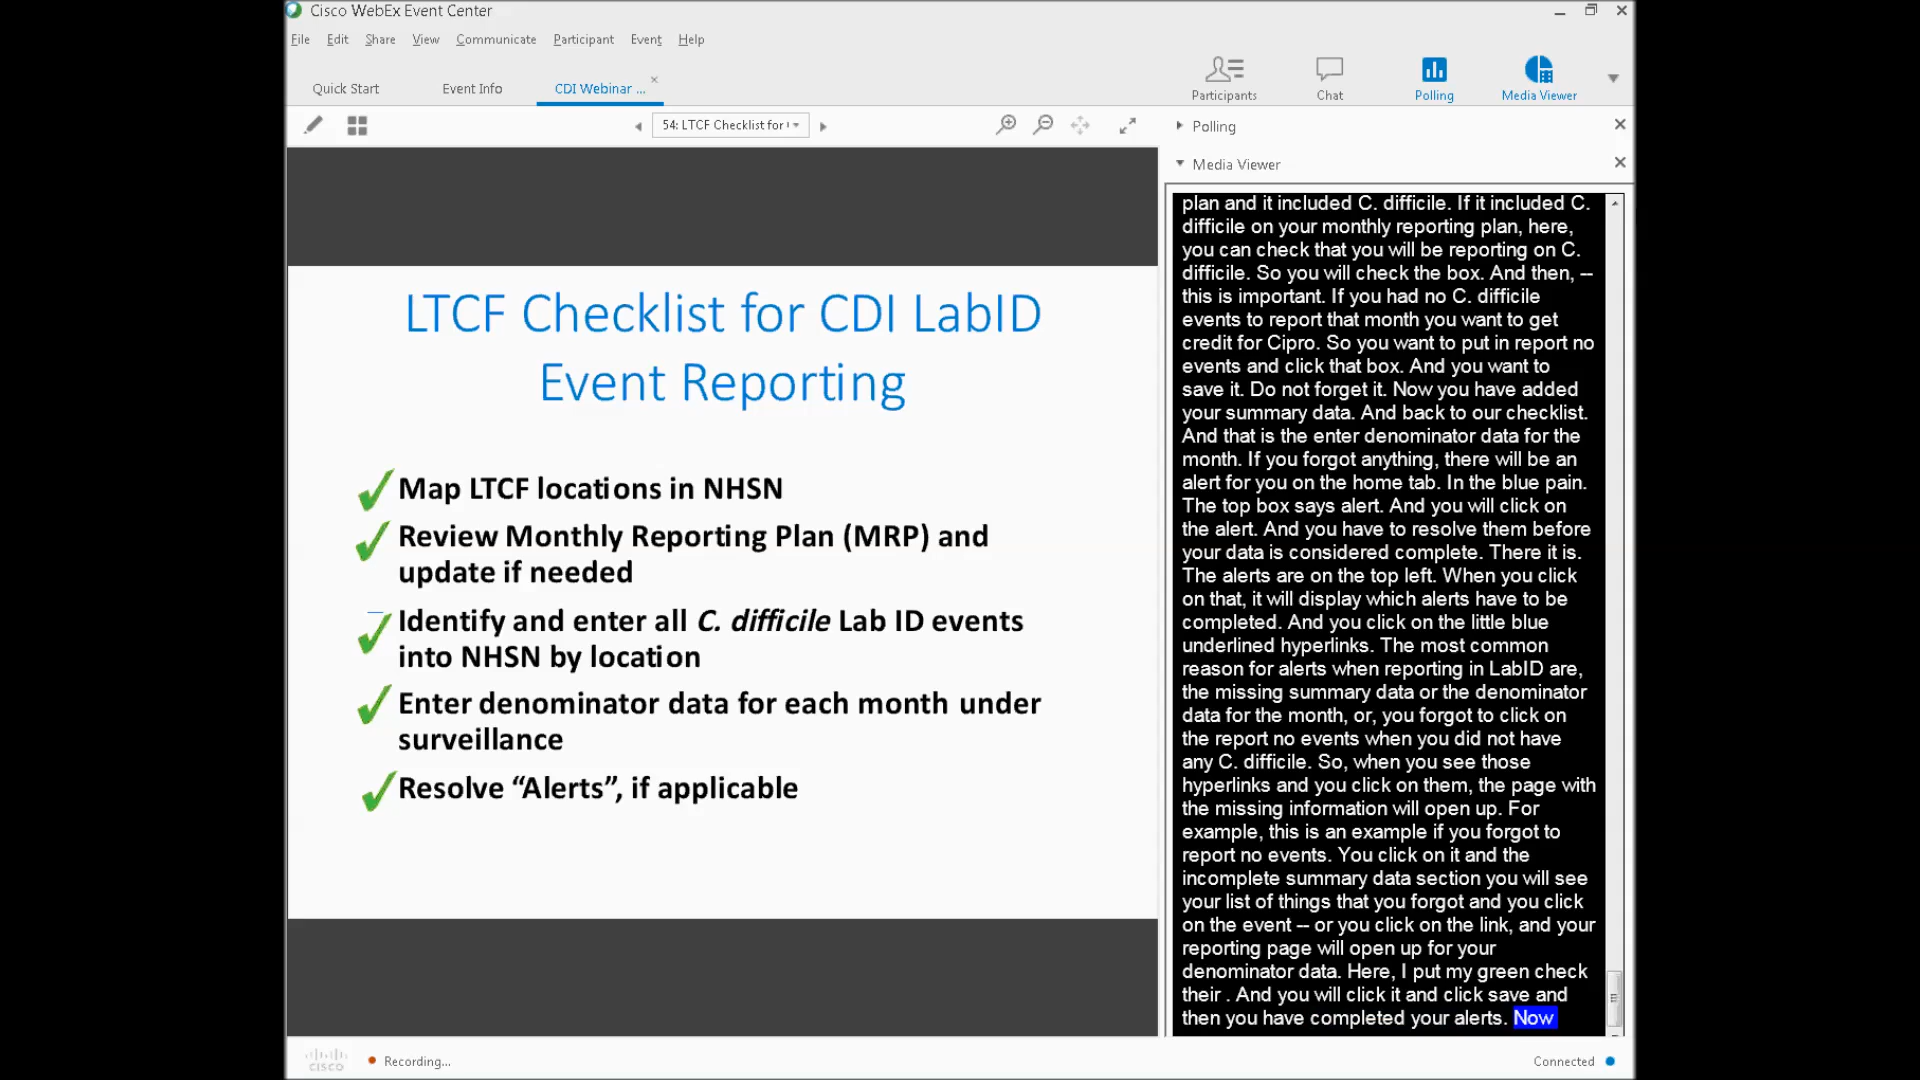 Cisco WebEx Event Center
File Edit Share View Communicate Participant Event Help
Quick Start Event Info CDI Webinar ...
Participants Chat Polling Media Viewer
54: LTCF Checklist for
Polling
Media Viewer
LTCF Checklist for CDI LabID
Event Reporting
Map LTCF locations in NHSN
Review Monthly Reporting Plan (MRP) and
update if needed
Identify and enter all C. difficile Lab ID events
into NHSN by location
Enter denominator data for each month under
surveillance
Resolve “Alerts”, if applicable
plan and it included C. difficile. If it included C.
difficile on your monthly reporting plan, here,
you can check that you will be reporting on C.
difficile. So you will check the box. And then, --
this is important. If you had no C. difficile
events to report that month you want to get
credit for Cipro. So you want to put in report no
events and click that box. And you want to
save it. Do not forget it. Now you have added
your summary data. And back to our checklist.
And that is the enter denominator data for the
month. If you forgot anything, there will be an
alert for you on the home tab. In the blue pain.
The top box says alert. And you will click on
the alert. And you have to resolve them before
your data is considered complete. There it is.
The alerts are on the top left. When you click
on that, it will display which alerts have to be
completed. And you click on the little blue
underlined hyperlinks. The most common
reason for alerts when reporting in LabID are,
the missing summary data or the denominator
data for the month, or, you forgot to click on
the report no events when you did not have
any C. difficile. So, when you see those
hyperlinks and you click on them, the page with
the missing information will open up. For
example, this is an example if you forgot to
report no events. You click on it and the
incomplete summary data section you will see
your list of things that you forgot and you click
on the event -- or you click on the link, and your
reporting page will open up for your
denominator data. Here, I put my green check
their . And you will click it and click save and
then you have completed your alerts. Now
cisco
Recording...
Connected